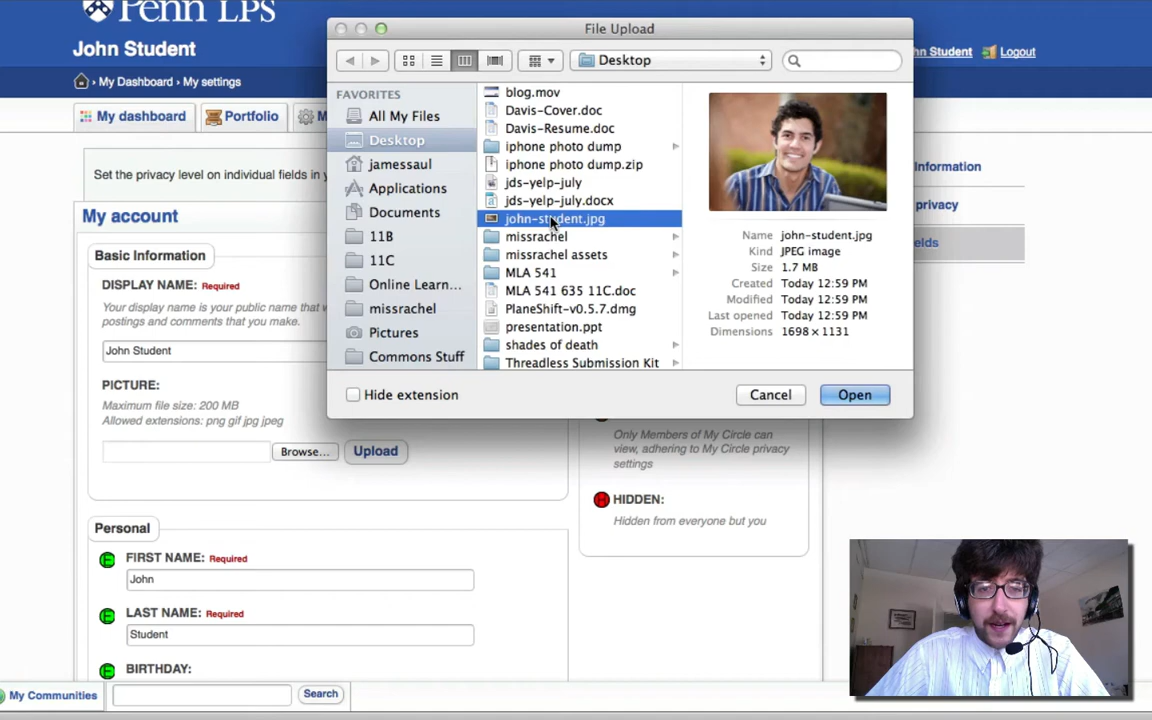 Penn LPS
File Upload
John Student
hn Student
Logout
My Dashboard › My settings
Desktop
My dashboard
Portfolio
M
Set the privacy level on individual fields in y
My account
Basic Information
DISPLAY NAME: Required
Your display name is your public name that
postings and comments that you make.
John Student
PICTURE:
Maximum file size: 200 MB
Allowed extensions: png gif jpg jpeg
Browse...
Upload
Personal
FIRST NAME: Required
John
LAST NAME: Required
Student
BIRTHDAY:
My Communities
Search
FAVORITES
All My Files
Desktop
jamessaul
Applications
Documents
11B
11C
Online Learn...
missrachel
Pictures
Commons Stuff
blog.mov
Davis-Cover.doc
Davis-Resume.doc
iphone photo dump
iphone photo dump.zip
jds-yelp-july
jds-yelp-july.docx
john-student.jpg
missrachel
missrachel assets
MLA 541
MLA 541 635 11C.doc
PlaneShift-v0.5.7.dmg
presentation.ppt
shades of death
Threadless Submission Kit
Name john-student.jpg
Kind JPEG image
Size 1.7 MB
Created Today 12:59 PM
Modified Today 12:59 PM
Last opened Today 12:59 PM
Dimensions 1698 × 1131
Hide extension
Cancel
Open
Only Members of My Circle can
view, adhering to My Circle privacy
settings
H HIDDEN:
Hidden from everyone but you
nformation
privacy
elds